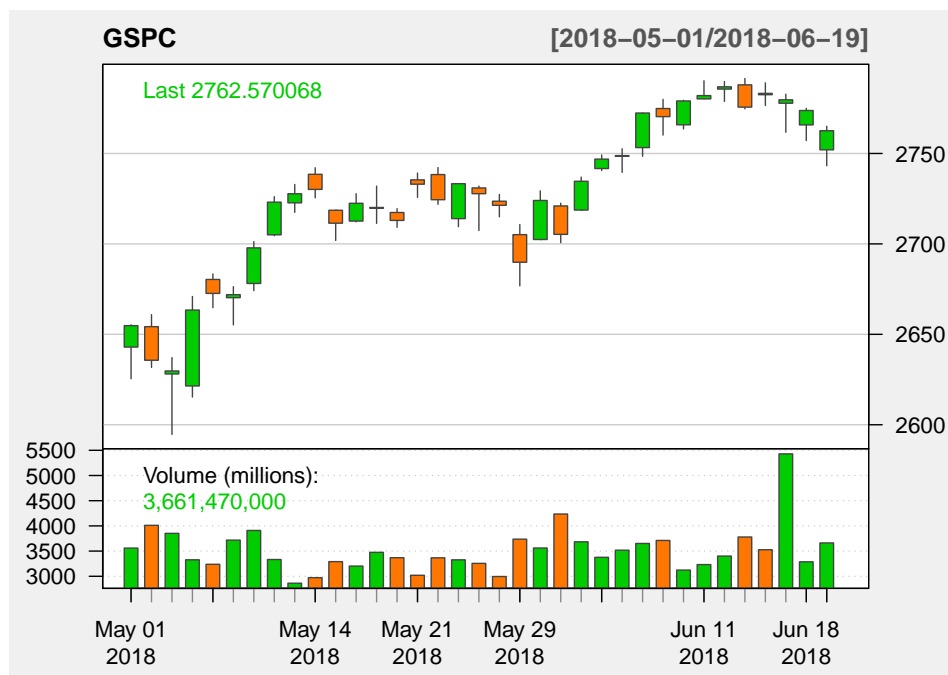 GSPC [2018−05−01/2018−06−19]
Last 2762.570068
2750
2700
2650
2600
5500
5000
4500
4000
3500
3000
Volume (millions):
3,661,470,000
May 01 May 14 May 21 May 29 Jun 11 Jun 18
2018 2018 2018 2018 2018 2018